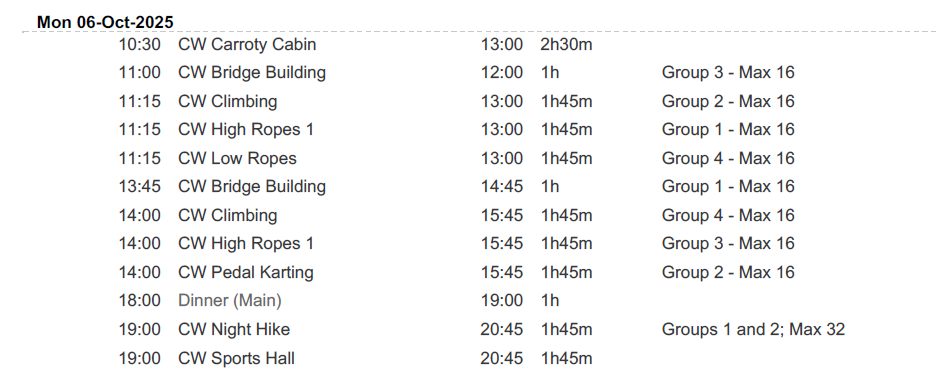 Mon 06-Oct-2025
10:30 CW Carroty Cabin 13:00 2h30m
11:00 CW Bridge Building 12:00 1h Group 3 - Max 16
11:15 CW Climbing 13:00 1h45m Group 2 - Max 16
11:15 CW High Ropes 1 13:00 1h45m Group 1 - Max 16
11:15 CW Low Ropes 13:00 1h45m Group 4 - Max 16
13:45 CW Bridge Building 14:45 1h Group 1 - Max 16
14:00 CW Climbing 15:45 1h45m Group 4 - Max 16
14:00 CW High Ropes 1 15:45 1h45m Group 3 - Max 16
14:00 CW Pedal Karting 15:45 1h45m Group 2 - Max 16
18:00 Dinner (Main) 19:00 1h
19:00 CW Night Hike 20:45 1h45m Groups 1 and 2; Max 32
19:00 CW Sports Hall 20:45 1h45m